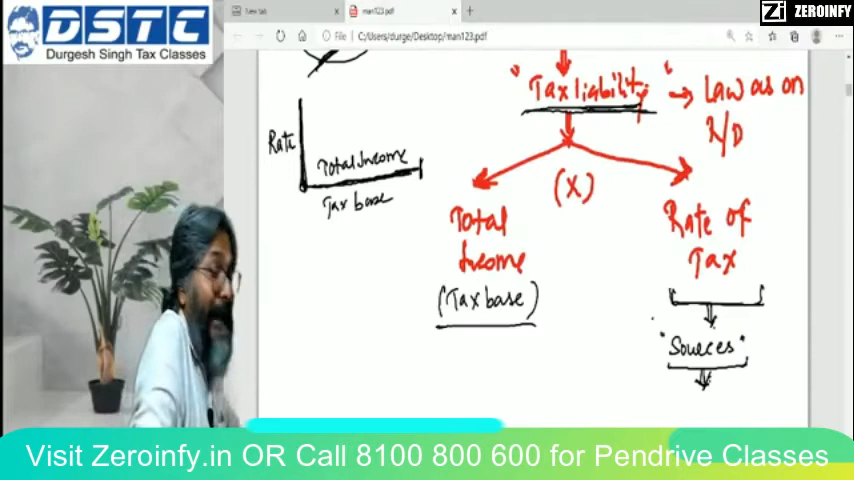 DSTC
Durgesh Singh Tax Classes
New tab
man123.pdf
File | C:/Users/durge/Desktop/man123.pdf
Zi ZEROINFY
"Tax liability" → Law as on
Rate
Total Income
Tax base
(X)
Total
Income
(Tax base)
Rate of
Tax
"Sources"
Visit Zeroinfy.in OR Call 8100 800 600 for Pendrive Classes